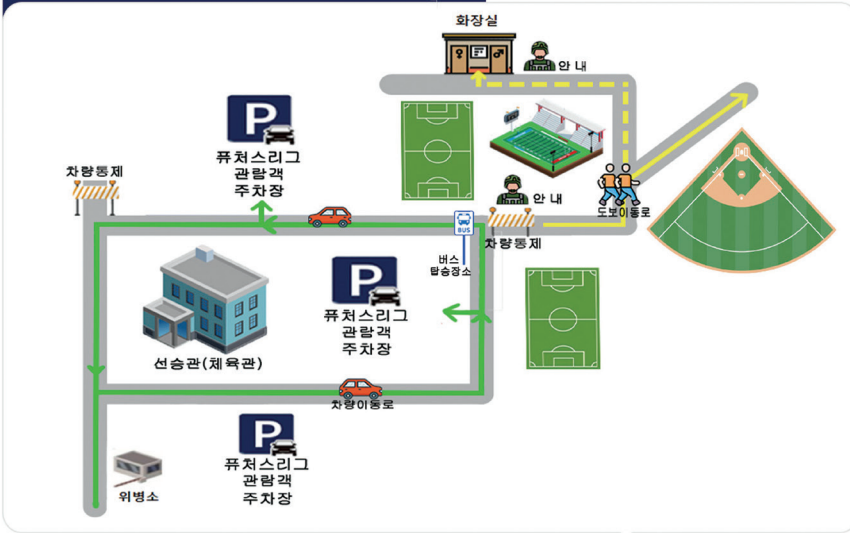 화장실
안 내
P
퓨처스리그
관람객
주차장
차량통제
안 내
도보이동로
BUS
차량통제
버스
탑승장소
P
퓨처스리그
관람객
주차장
선승관(체육관)
차량이동로
P
퓨처스리그
관람객
주차장
위병소